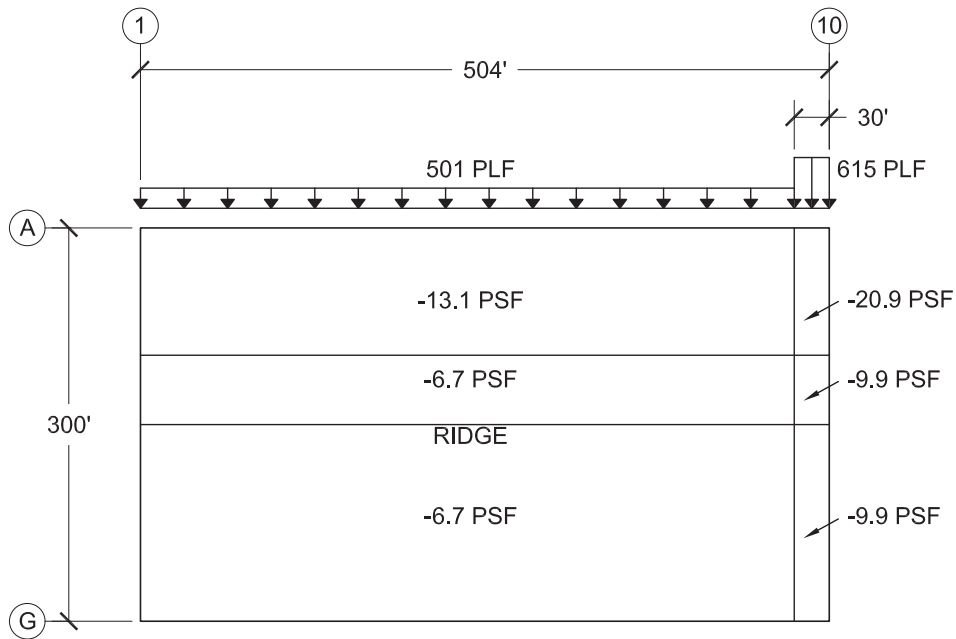 1
10
504'
30'
501 PLF
615 PLF
A
-13.1 PSF
-20.9 PSF
-6.7 PSF
-9.9 PSF
300'
RIDGE
-6.7 PSF
-9.9 PSF
G